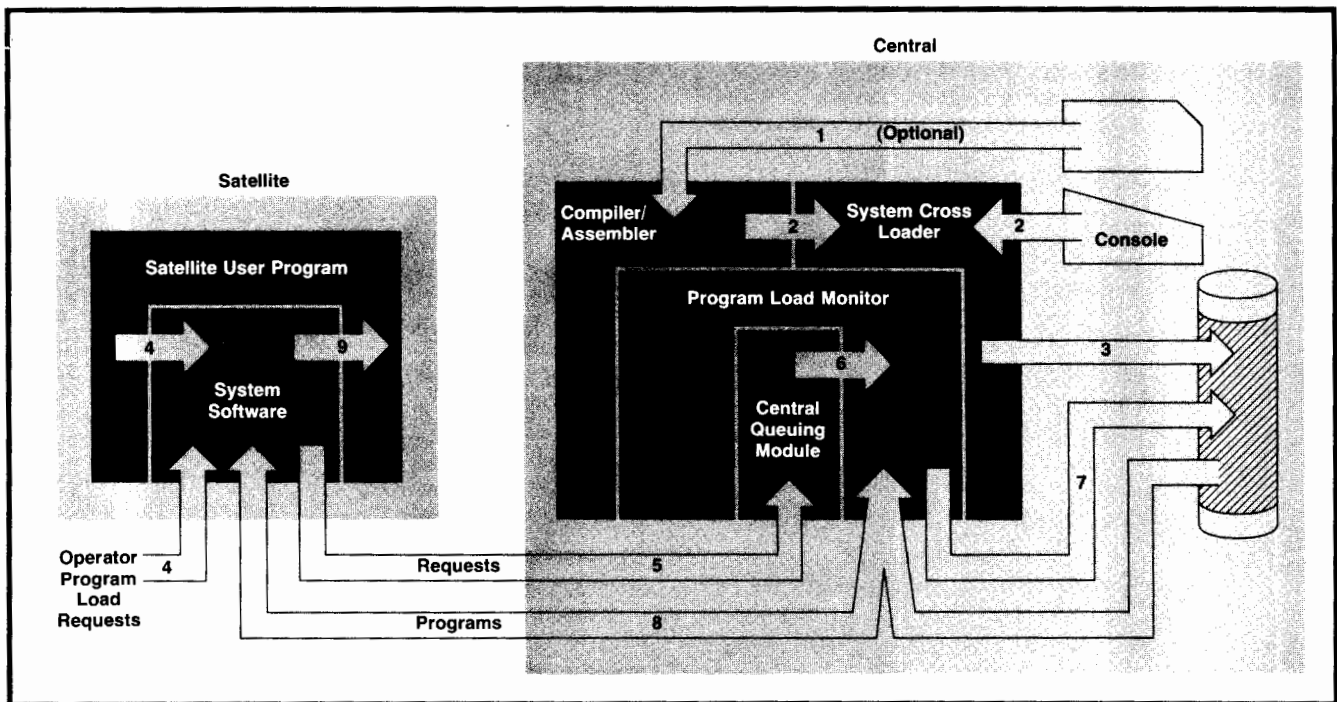 Central
1 (Optional)
Satellite
Compiler/
Assembler
2
System Cross
Loader
2
Console
Satellite User Program
Program Load Monitor
4
9
6
3
System
Software
Central
Queuing
Module
7
Operator
Program
Load
Requests
4
Requests 5
Programs 8